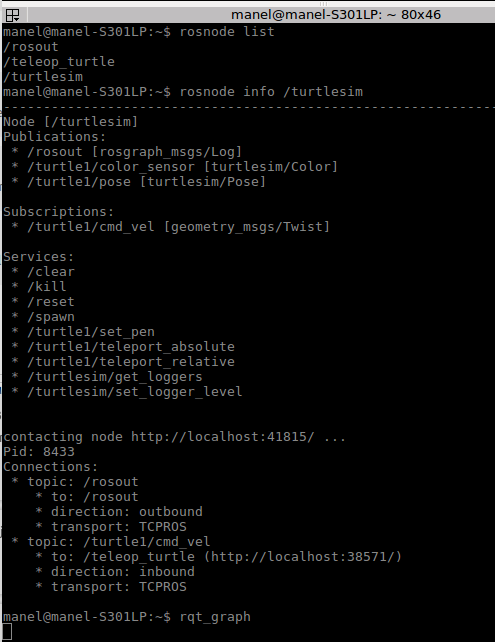 manel@manel-S301LP: ~ 80x46
manel@manel-S301LP:~$ rosnode list
/rosout
/teleop_turtle
/turtlesim
manel@manel-S301LP:~$ rosnode info /turtlesim
--------------------------------------------------------------------------------
Node [/turtlesim]
Publications:
 * /rosout [rosgraph_msgs/Log]
 * /turtle1/color_sensor [turtlesim/Color]
 * /turtle1/pose [turtlesim/Pose]
Subscriptions:
 * /turtle1/cmd_vel [geometry_msgs/Twist]
Services:
 * /clear
 * /kill
 * /reset
 * /spawn
 * /turtle1/set_pen
 * /turtle1/teleport_absolute
 * /turtle1/teleport_relative
 * /turtlesim/get_loggers
 * /turtlesim/set_logger_level
contacting node http://localhost:41815/ ...
Pid: 8433
Connections:
 * topic: /rosout
    * to: /rosout
    * direction: outbound
    * transport: TCPROS
 * topic: /turtle1/cmd_vel
    * to: /teleop_turtle (http://localhost:38571/)
    * direction: inbound
    * transport: TCPROS
manel@manel-S301LP:~$ rqt_graph